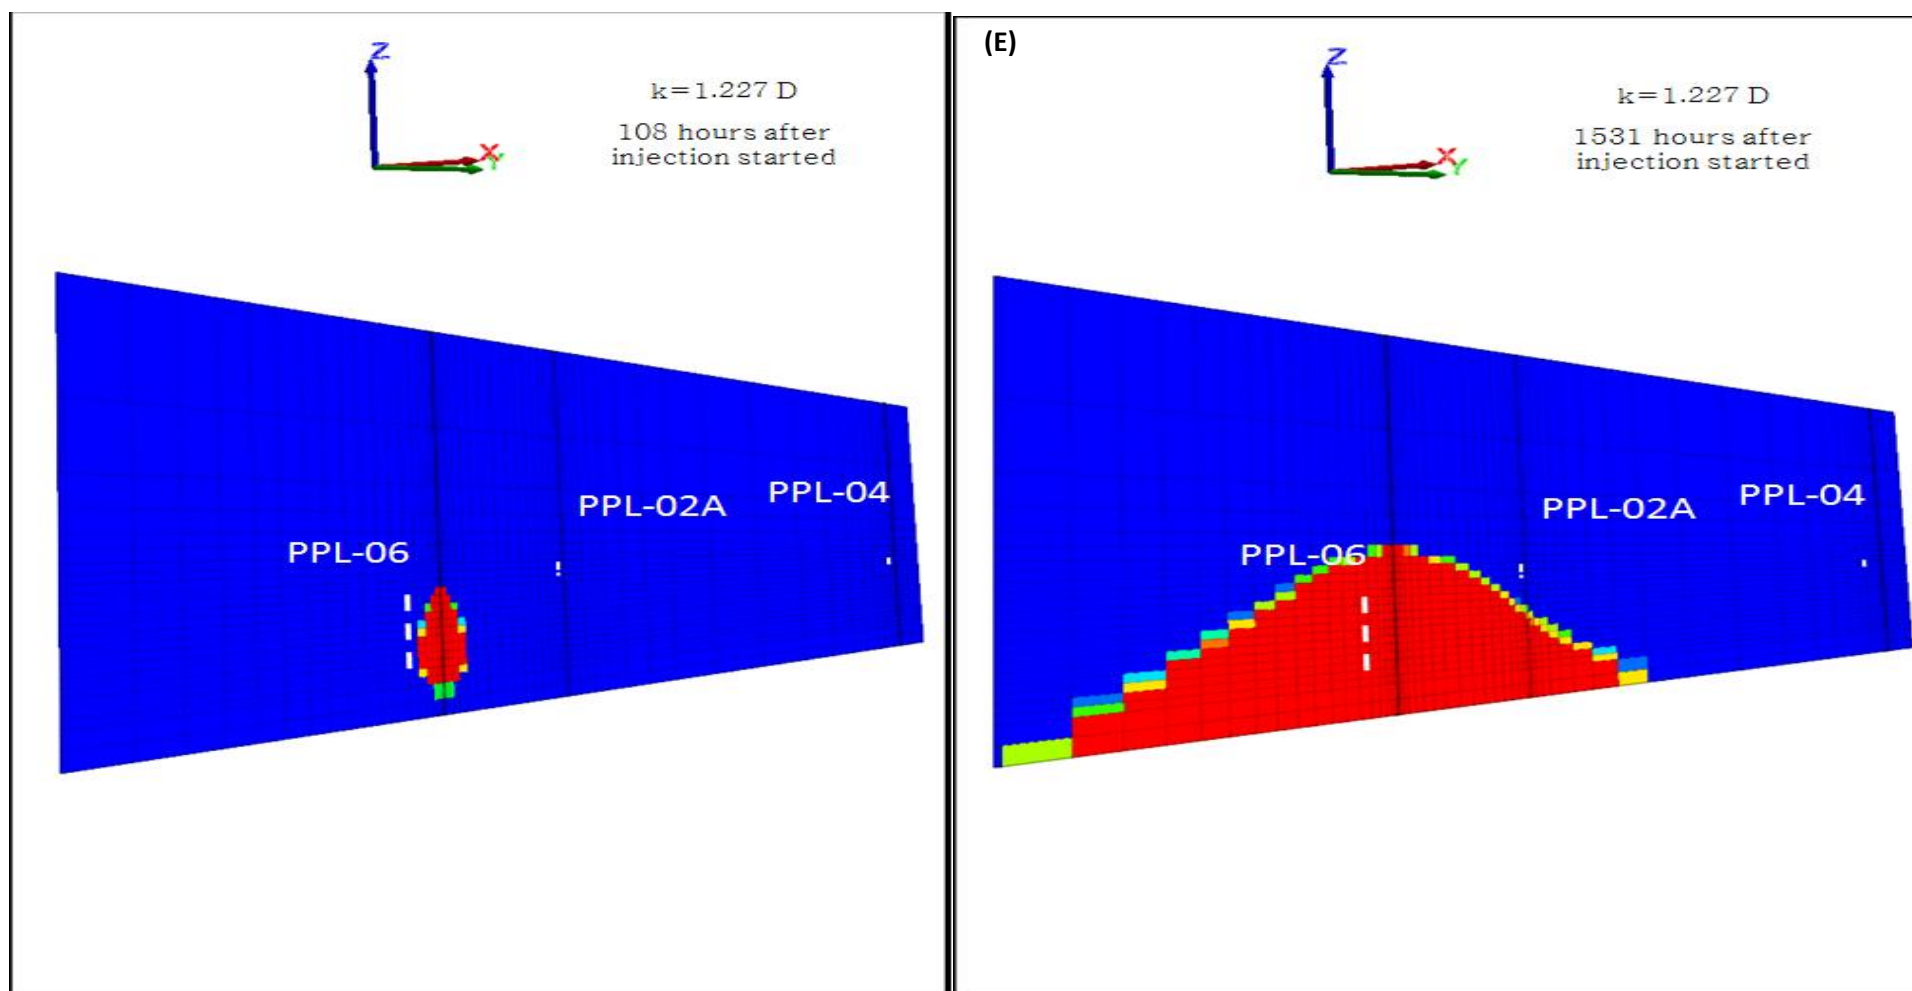 Z
k=1.227 D
108 hours after
injection started
X
Y
PPL-06
PPL-02A
PPL-04
(E)
Z
k=1.227 D
1531 hours after
injection started
X
Y
PPL-06
PPL-02A
PPL-04